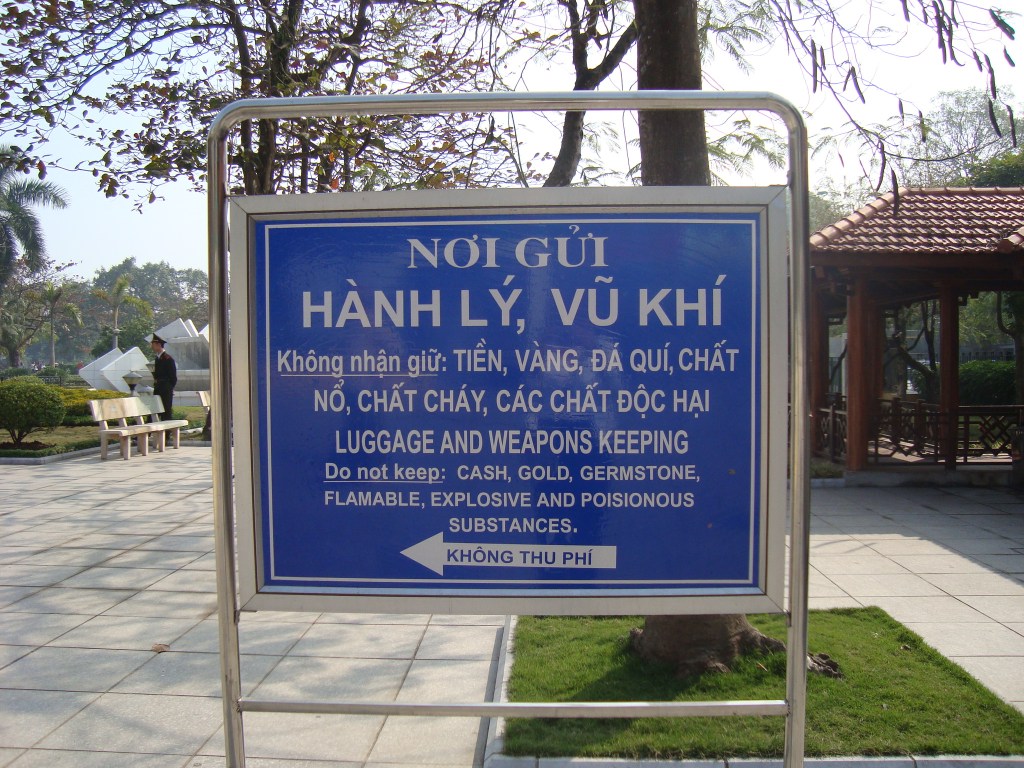 NƠI GỬI
HÀNH LÝ, VŨ KHÍ
Không nhận giữ: TIỀN, VÀNG, ĐÁ QUÍ, CHẤT
NỔ, CHẤT CHÁY, CÁC CHẤT ĐỘC HẠI
LUGGAGE AND WEAPONS KEEPING
Do not keep: CASH, GOLD, GERMSTONE,
FLAMABLE, EXPLOSIVE AND POISIONOUS
SUBSTANCES.
KHÔNG THU PHÍ